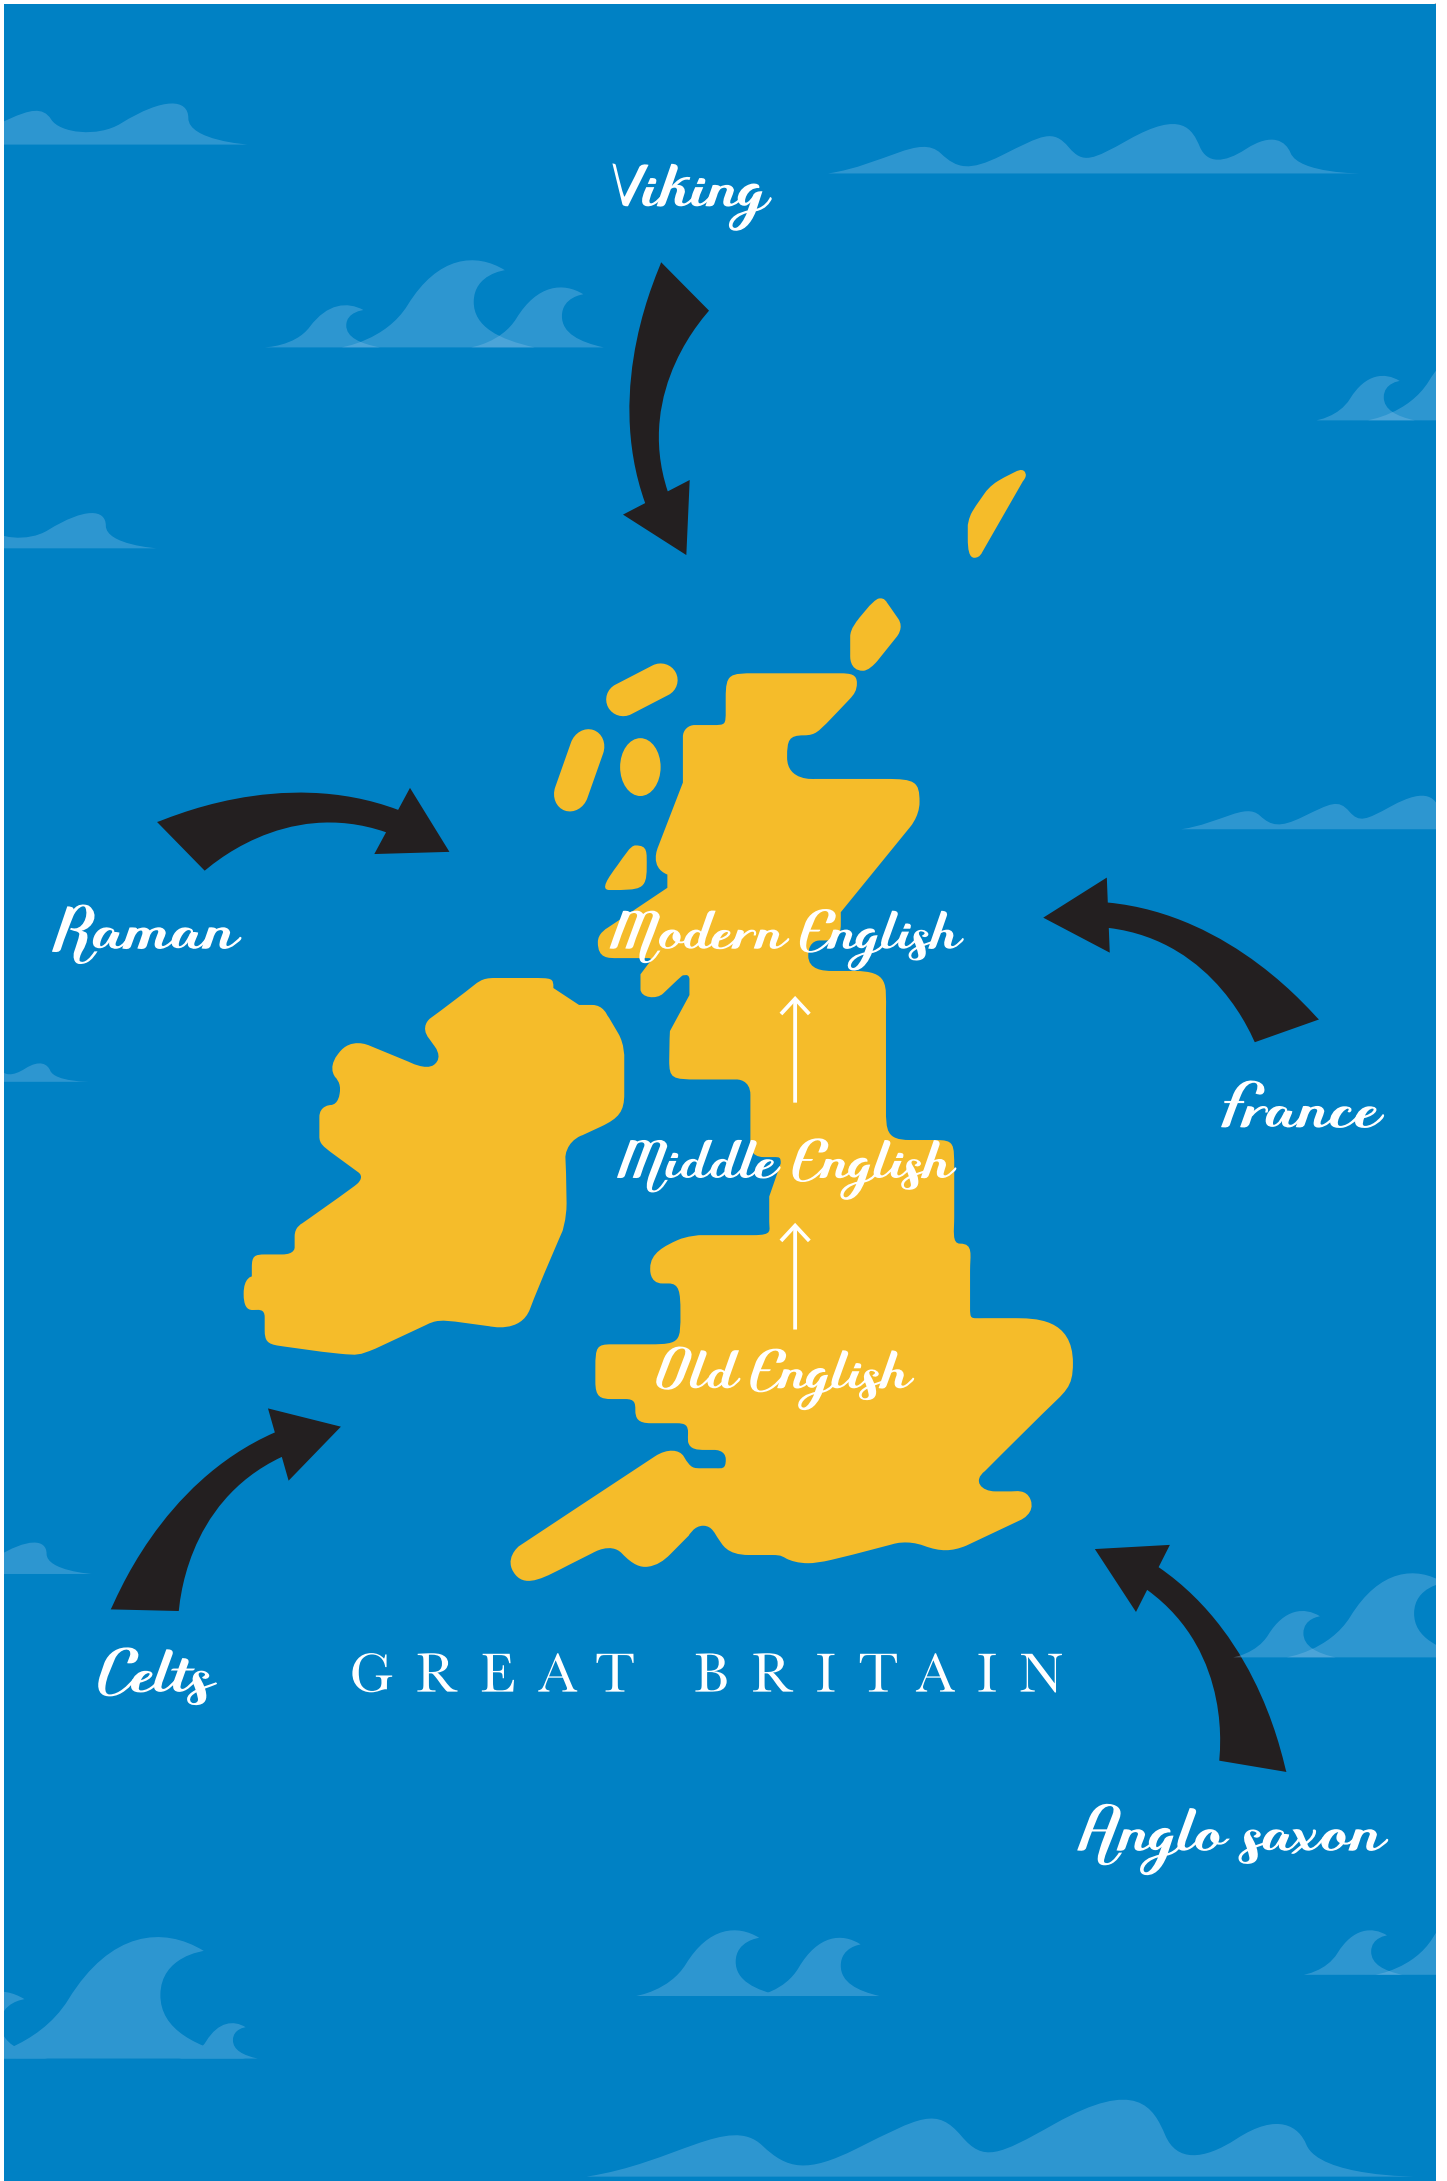 Viking
Raman
Modern English
france
Middle English
Old English
Celts
GREAT BRITAIN
Anglo saxon